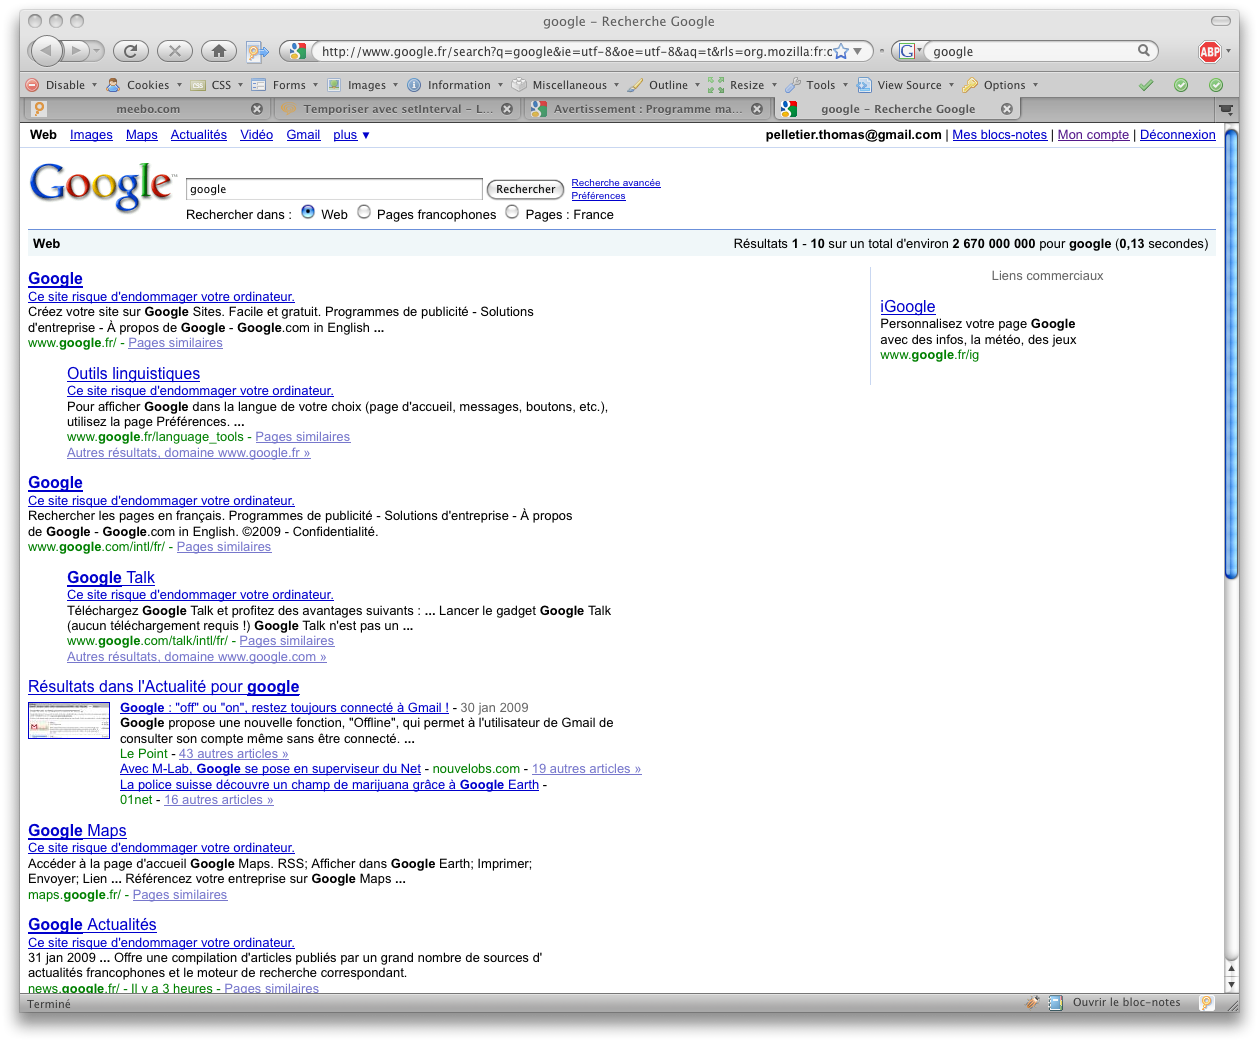 google – Recherche Google
http://www.google.fr/search?q=google&ie=utf-8&oe=utf-8&aq=t&rls=org.mozilla:fr:c
google
ABP
Disable Cookies CSS Forms Images Information Miscellaneous Outline Resize Tools View Source Options
meebo.com
Temporiser avec setInterval – L...
Avertissement : Programme ma...
google – Recherche Google
Web Images Maps Actualités Vidéo Gmail plus ▼
pelletier.thomas@gmail.com | Mes blocs-notes | Mon compte | Déconnexion
Google™
google
Rechercher
Recherche avancée
Préférences
Rechercher dans : Web Pages francophones Pages : France
Web
Résultats 1 - 10 sur un total d'environ 2 670 000 000 pour google (0,13 secondes)
Google
Ce site risque d'endommager votre ordinateur.
Créez votre site sur Google Sites. Facile et gratuit. Programmes de publicité - Solutions
d'entreprise - À propos de Google - Google.com in English ...
www.google.fr/ - Pages similaires
Outils linguistiques
Ce site risque d'endommager votre ordinateur.
Pour afficher Google dans la langue de votre choix (page d'accueil, messages, boutons, etc.),
utilisez la page Préférences. ...
www.google.fr/language_tools - Pages similaires
Autres résultats, domaine www.google.fr »
Google
Ce site risque d'endommager votre ordinateur.
Rechercher les pages en français. Programmes de publicité - Solutions d'entreprise - À propos
de Google - Google.com in English. ©2009 - Confidentialité.
www.google.com/intl/fr/ - Pages similaires
Google Talk
Ce site risque d'endommager votre ordinateur.
Téléchargez Google Talk et profitez des avantages suivants : ... Lancer le gadget Google Talk
(aucun téléchargement requis !) Google Talk n'est pas un ...
www.google.com/talk/intl/fr/ - Pages similaires
Autres résultats, domaine www.google.com »
Résultats dans l'Actualité pour google
Google : "off" ou "on", restez toujours connecté à Gmail ! - 30 jan 2009
Google propose une nouvelle fonction, "Offline", qui permet à l'utilisateur de Gmail de
consulter son compte même sans être connecté. ...
Le Point - 43 autres articles »
Avec M-Lab, Google se pose en superviseur du Net - nouvelobs.com - 19 autres articles »
La police suisse découvre un champ de marijuana grâce à Google Earth -
01net - 16 autres articles »
Google Maps
Ce site risque d'endommager votre ordinateur.
Accéder à la page d'accueil Google Maps. RSS; Afficher dans Google Earth; Imprimer;
Envoyer; Lien ... Référencez votre entreprise sur Google Maps ...
maps.google.fr/ - Pages similaires
Google Actualités
Ce site risque d'endommager votre ordinateur.
31 jan 2009 ... Offre une compilation d'articles publiés par un grand nombre de sources d'
actualités francophones et le moteur de recherche correspondant.
news.google.fr/ - Il y a 3 heures - Pages similaires
Liens commerciaux
iGoogle
Personnalisez votre page Google
avec des infos, la météo, des jeux
www.google.fr/ig
Terminé
Ouvrir le bloc-notes